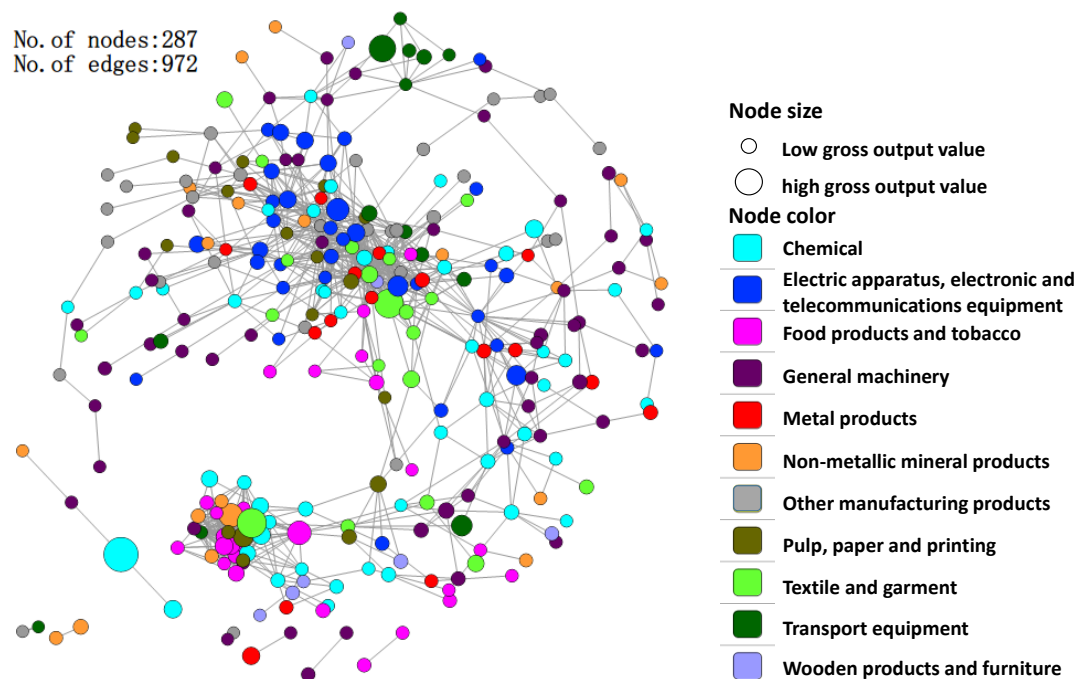 No. of nodes:287
No. of edges:972
Node size
Low gross output value
high gross output value
Node color
Chemical
Electric apparatus, electronic and
telecommunications equipment
Food products and tobacco
General machinery
Metal products
Non-metallic mineral products
Other manufacturing products
Pulp, paper and printing
Textile and garment
Transport equipment
Wooden products and furniture